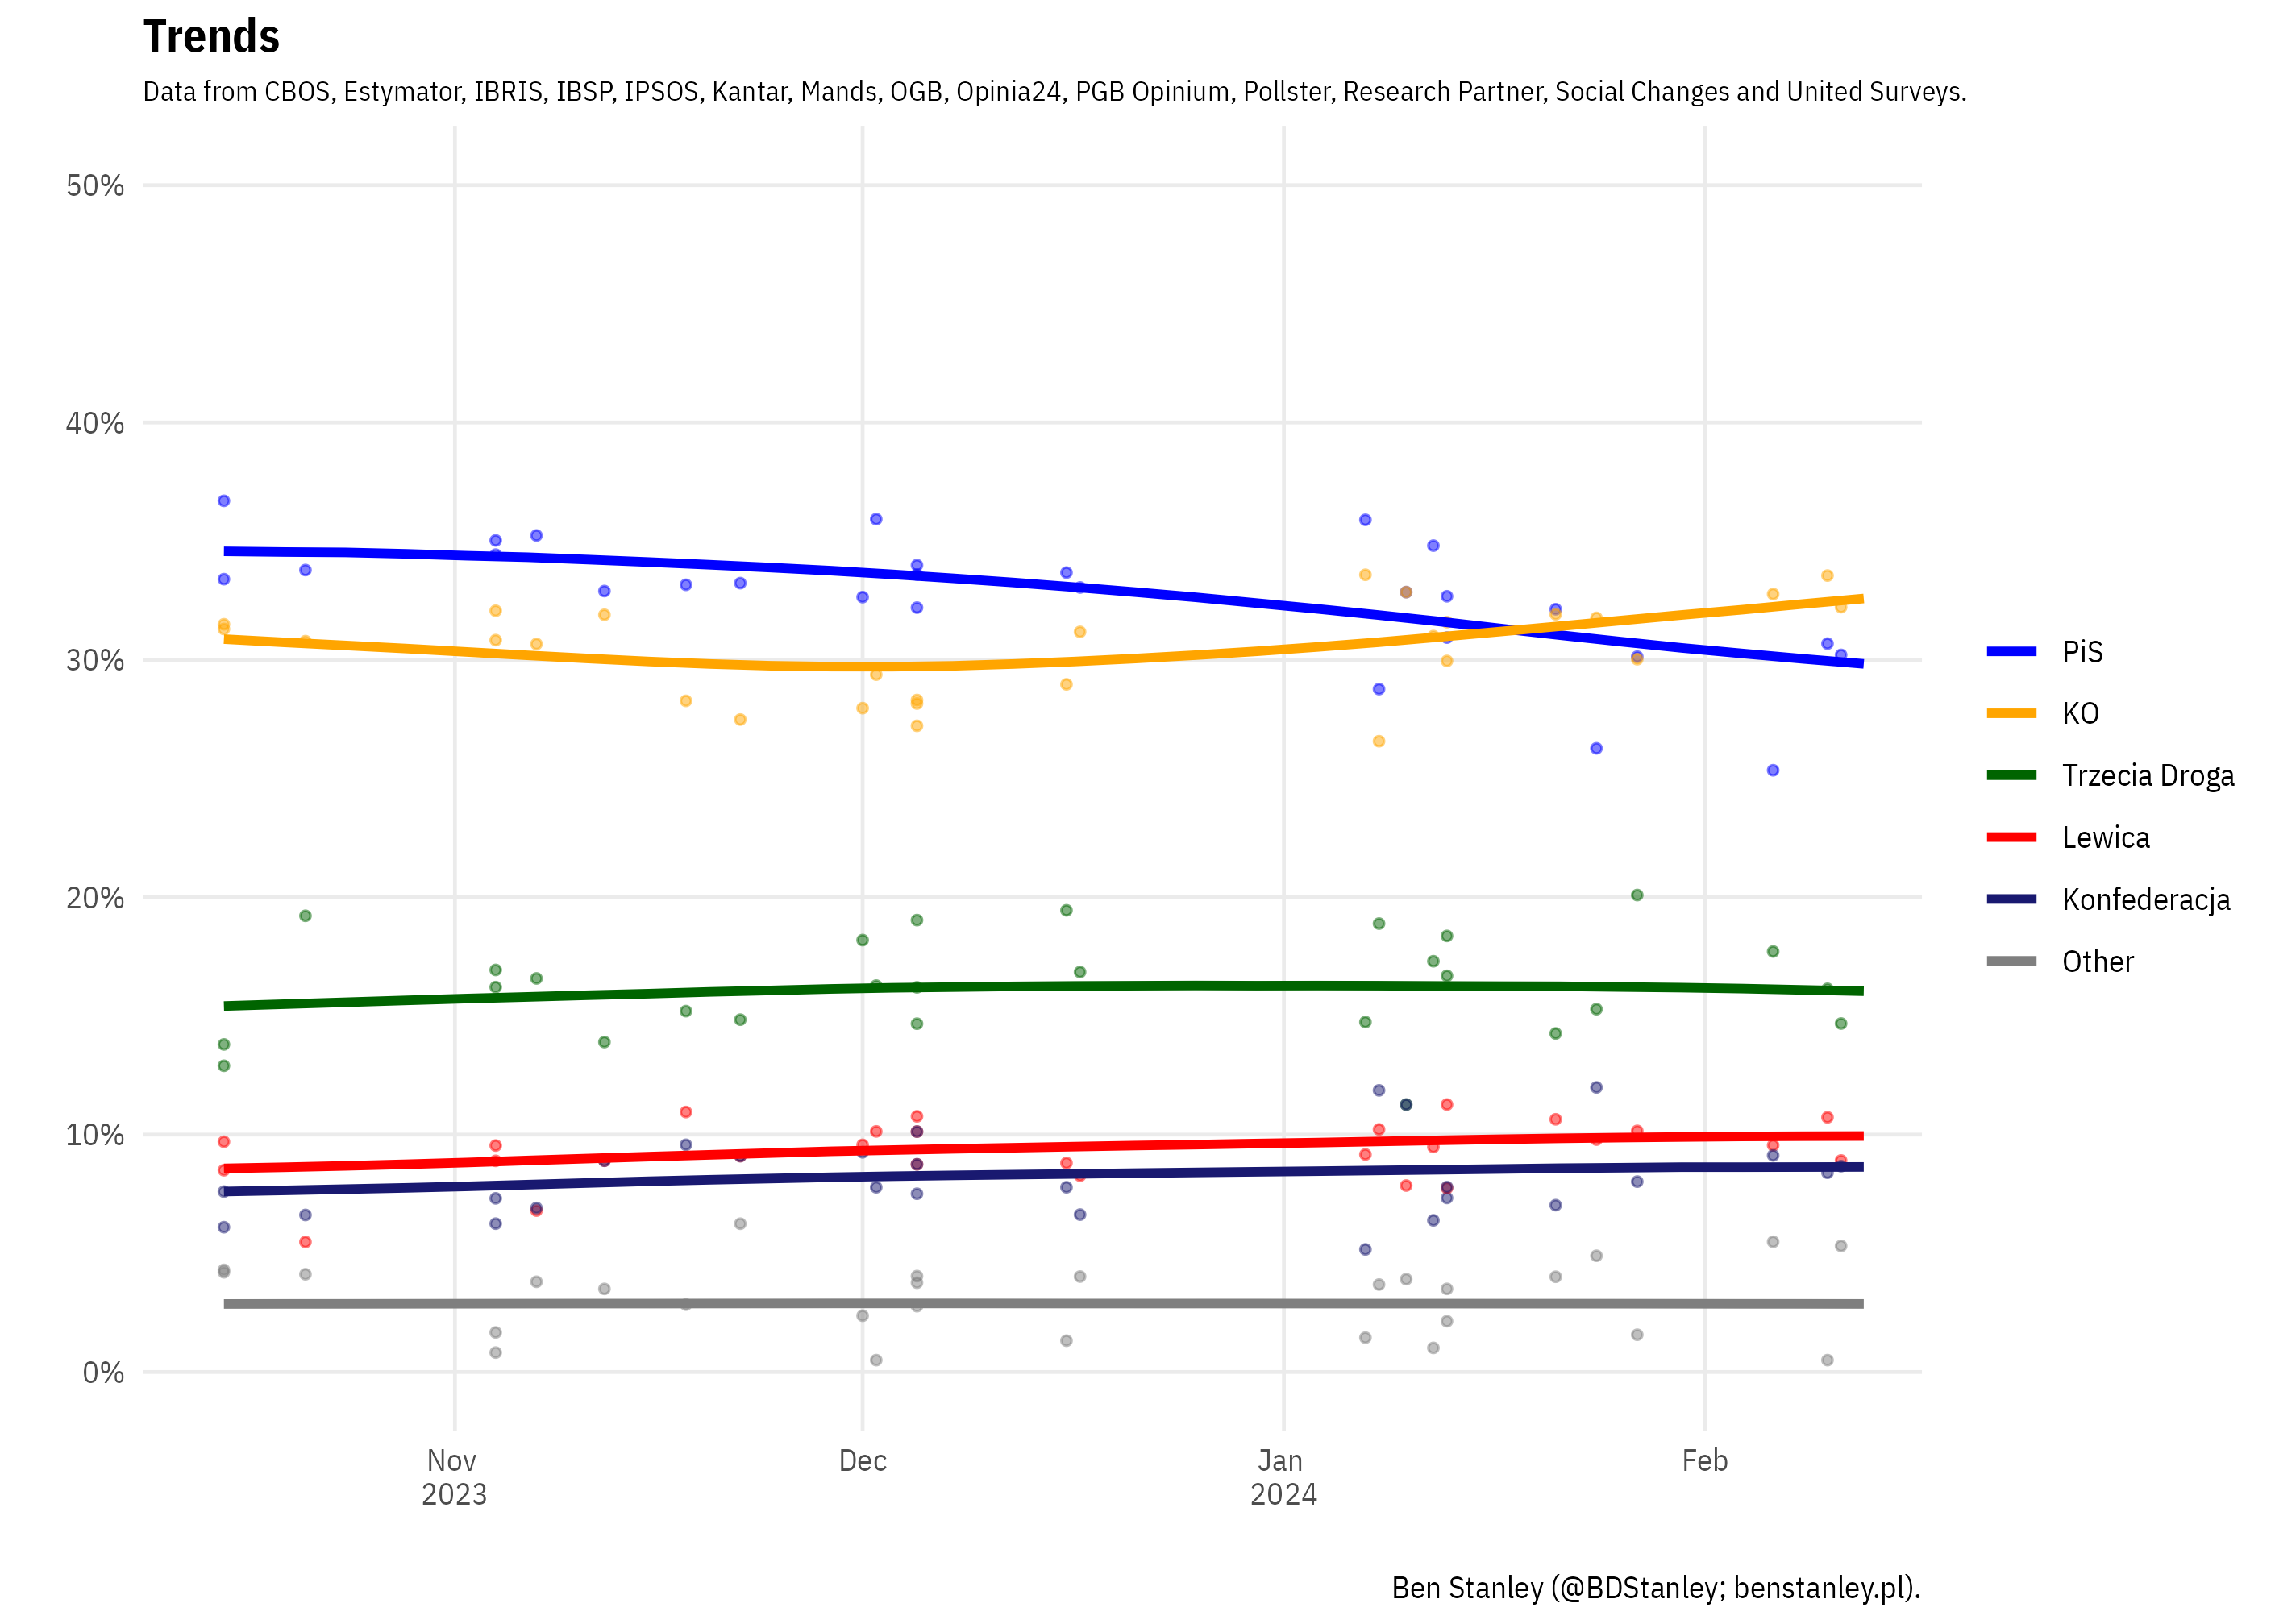 Trends
Data from CBOS, Estymator, IBRIS, IBSP, IPSOS, Kantar, Mands, OGB, Opinia24, PGB Opinium, Pollster, Research Partner, Social Changes and United Surveys.
50%
40%
30%
20%
10%
0%
Nov
2023
Dec
Jan
2024
Feb
PiS
KO
Trzecia Droga
Lewica
Konfederacja
Other
Ben Stanley (@BDStanley; benstanley.pl).